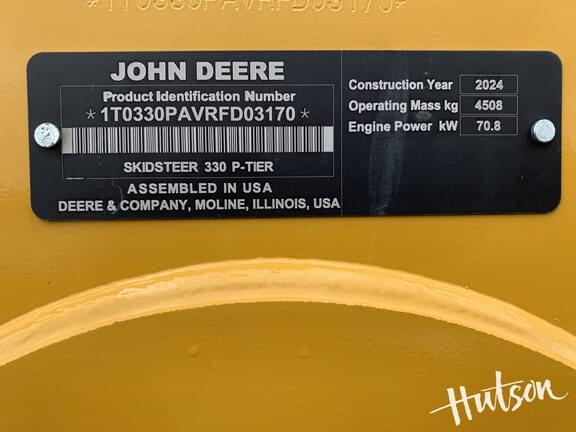 *1T0330PAVRFD03170*
JOHN DEERE
Product Identification Number
*1T0330PAVRFD03170*
SKIDSTEER 330 P-TIER
ASSEMBLED IN USA
DEERE & COMPANY, MOLINE, ILLINOIS, USA
Construction Year 2024
Operating Mass kg 4508
Engine Power kW 70.8
Hutson